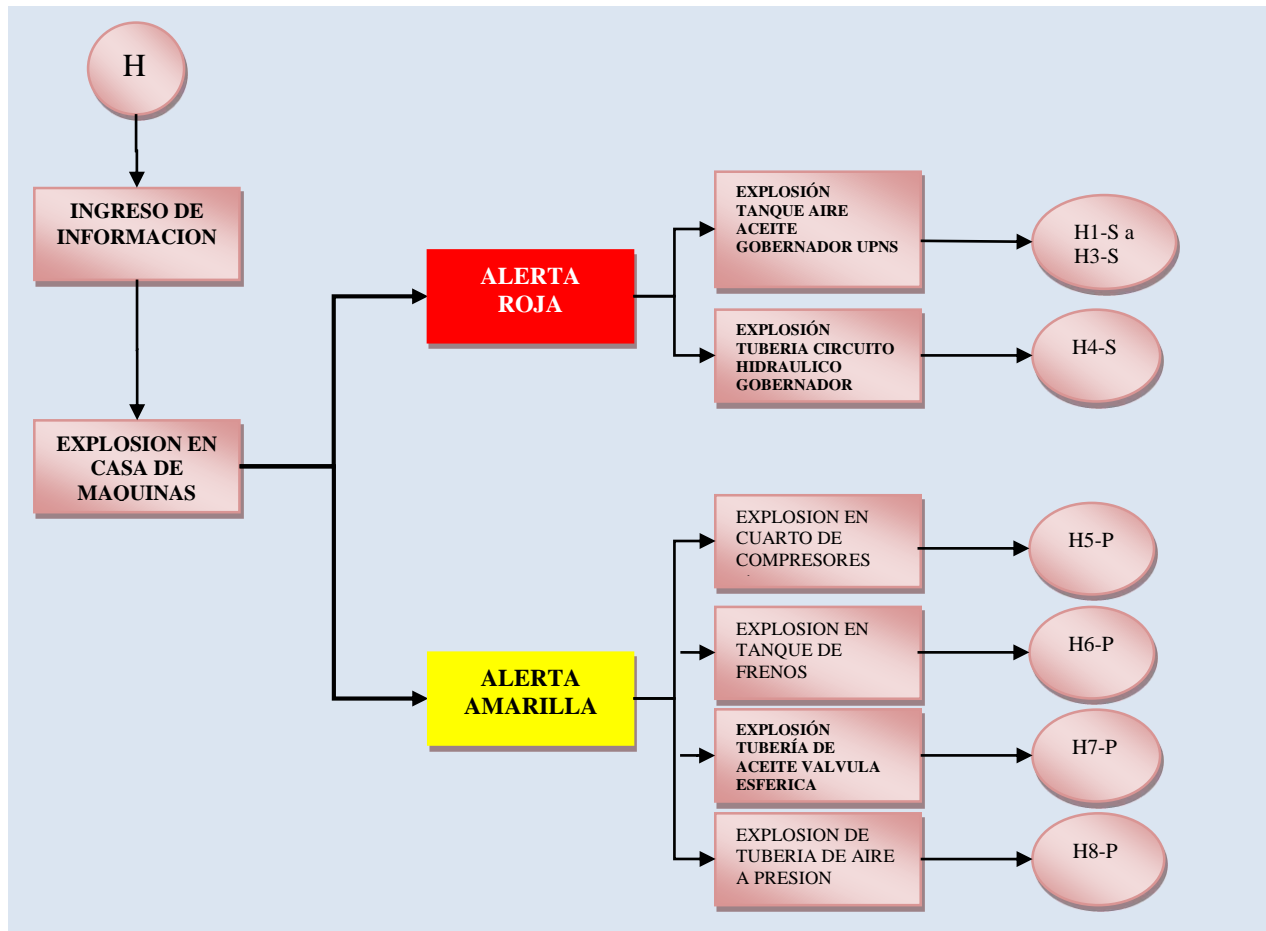 H
INGRESO DE
INFORMACION
EXPLOSION EN
CASA DE
MAQUINAS
ALERTA
ROJA
EXPLOSIÓN
TANQUE AIRE
ACEITE
GOBERNADOR UPNS
H1-S a
H3-S
EXPLOSIÓN
TUBERIA CIRCUITO
HIDRAULICO
GOBERNADOR
H4-S
ALERTA
AMARILLA
EXPLOSION EN
CUARTO DE
COMPRESORES
H5-P
EXPLOSION EN
TANQUE DE
FRENOS
H6-P
EXPLOSIÓN
TUBERÍA DE
ACEITE VALVULA
ESFERICA
H7-P
EXPLOSION DE
TUBERIA DE AIRE
A PRESION
H8-P